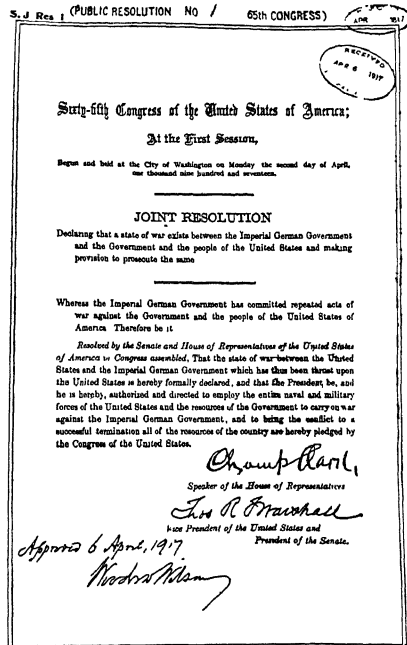 S. J Res 1 (PUBLIC RESOLUTION NO 1 65th CONGRESS)
APR 1917
RECEIVED
APR 6 1917
Sixty-fifth Congress of the United States of America;
At the First Session,
Begun and held at the City of Washington on Monday the second day of April,
one thousand nine hundred and seventeen.
JOINT RESOLUTION
Declaring that a state of war exists between the Imperial German Government
and the Government and the people of the United States and making
provision to prosecute the same
Whereas the Imperial German Government has committed repeated acts of
war against the Government and the people of the United States of
America Therefore be it
Resolved by the Senate and House of Representatives of the United States
of America in Congress assembled, That the state of war between the United
States and the Imperial German Government which has thus been thrust upon
the United States is hereby formally declared, and that the President be, and
he is hereby, authorized and directed to employ the entire naval and military
forces of the United States and the resources of the Government to carry on war
against the Imperial German Government, and to bring the conflict to a
successful termination all of the resources of the country are hereby pledged by
the Congress of the United States.
Champ Clark,
Speaker of the House of Representatives
Thos R Marshall
Vice President of the United States and
President of the Senate.
Approved 6 April, 1917
Woodrow Wilson